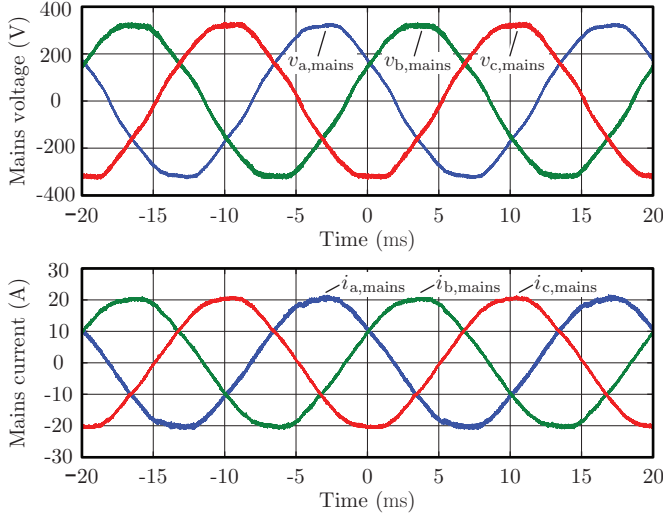 400
200
0
-200
-400
Mains voltage (V)
v_a,mains v_b,mains v_c,mains
−20 -15 -10 -5 0 5 10 15 20
Time (ms)
30
20
10
0
-10
-20
-30
Mains current (A)
i_a,mains i_b,mains i_c,mains
−20 -15 -10 -5 0 5 10 15 20
Time (ms)